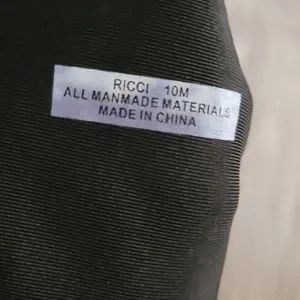 RICCI 10M
ALL MANMADE MATERIALS
MADE IN CHINA